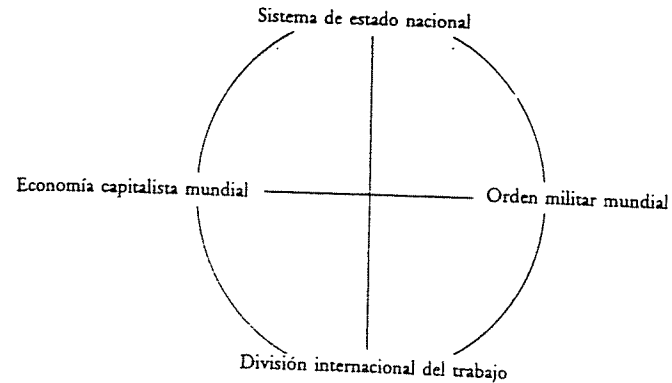 Sistema de estado nacional
Economía capitalista mundial
Orden militar mundial
División internacional del trabajo